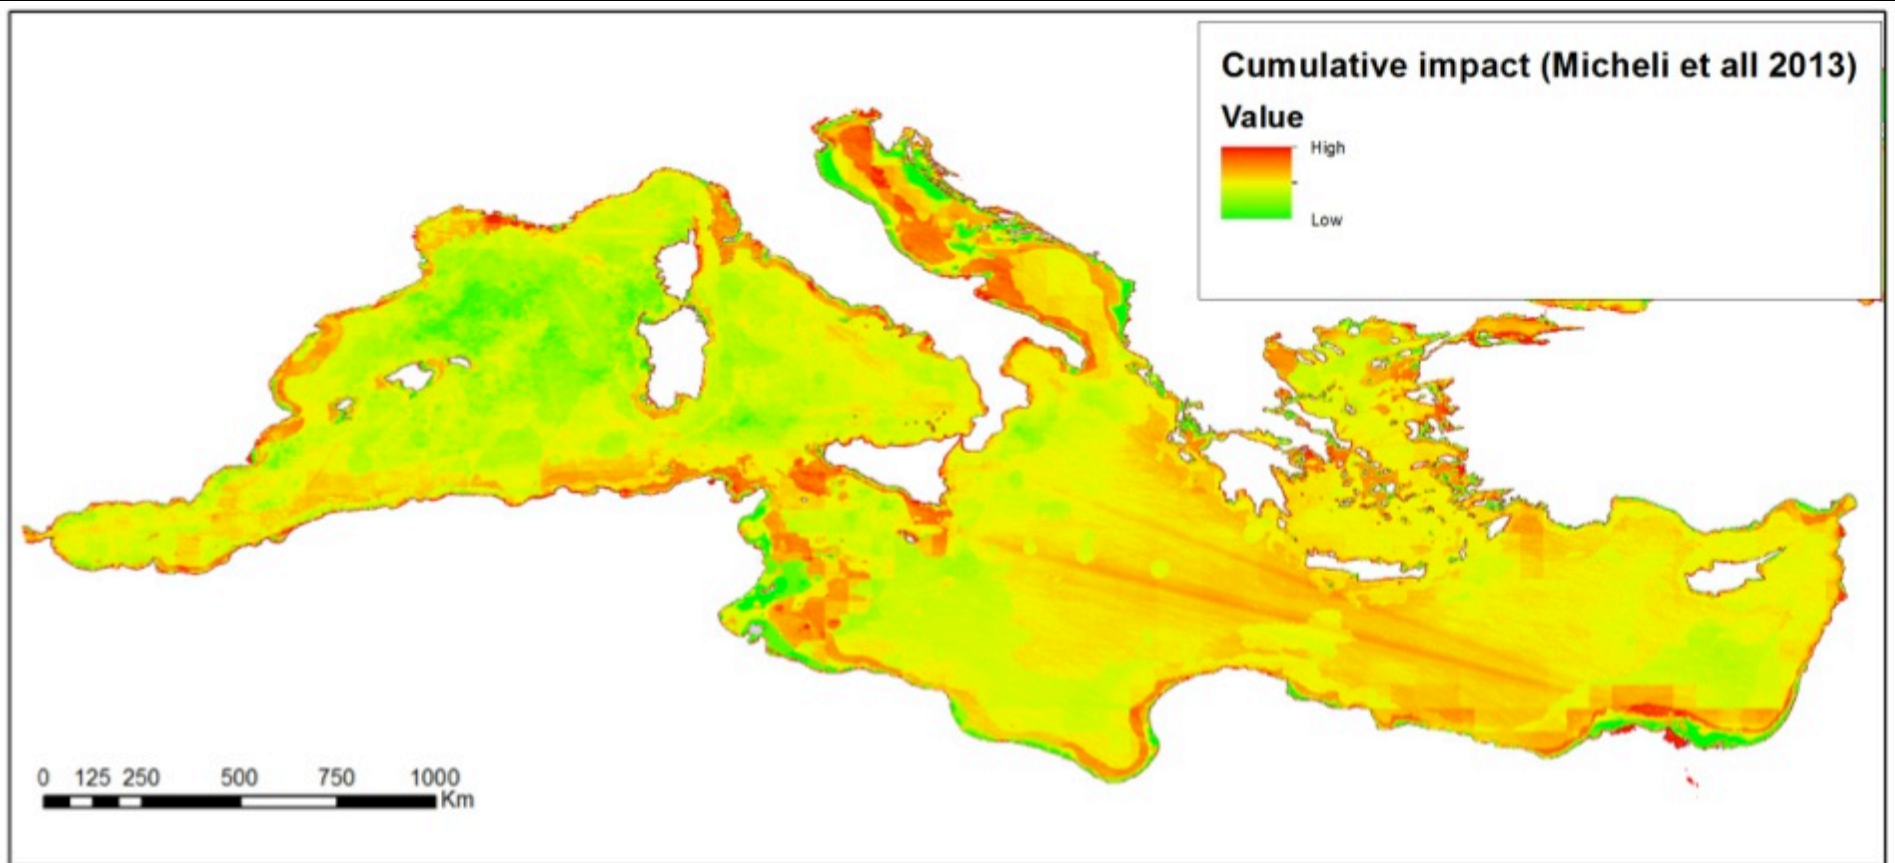 Cumulative impact (Micheli et all 2013)
Value
High
Low
0 125 250 500 750 1000
Km